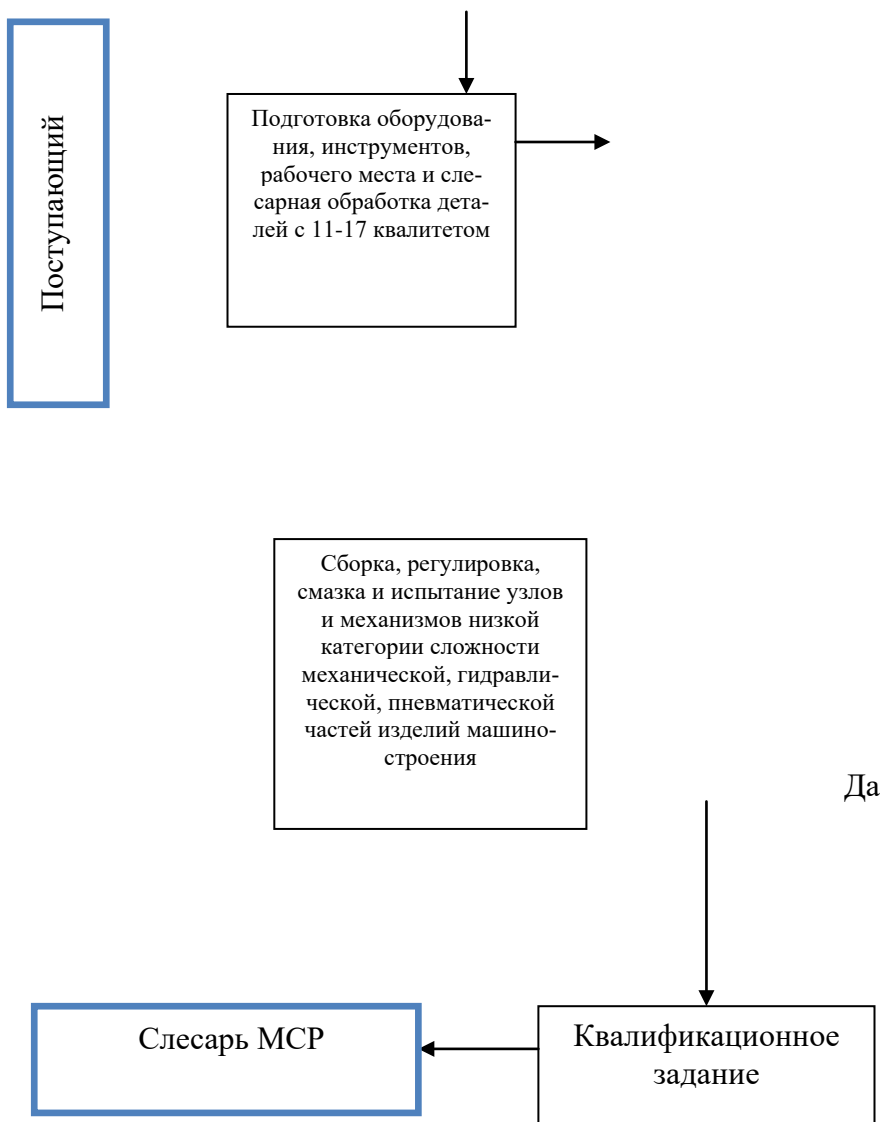 Поступающий
Подготовка оборудова-
ния, инструментов,
рабочего места и сле-
сарная обработка дета-
лей с 11-17 квалитетом
Сборка, регулировка,
смазка и испытание узлов
и механизмов низкой
категории сложности
механической, гидравли-
ческой, пневматической
частей изделий машино-
строения
Да
Слесарь МСР
Квалификационное
задание